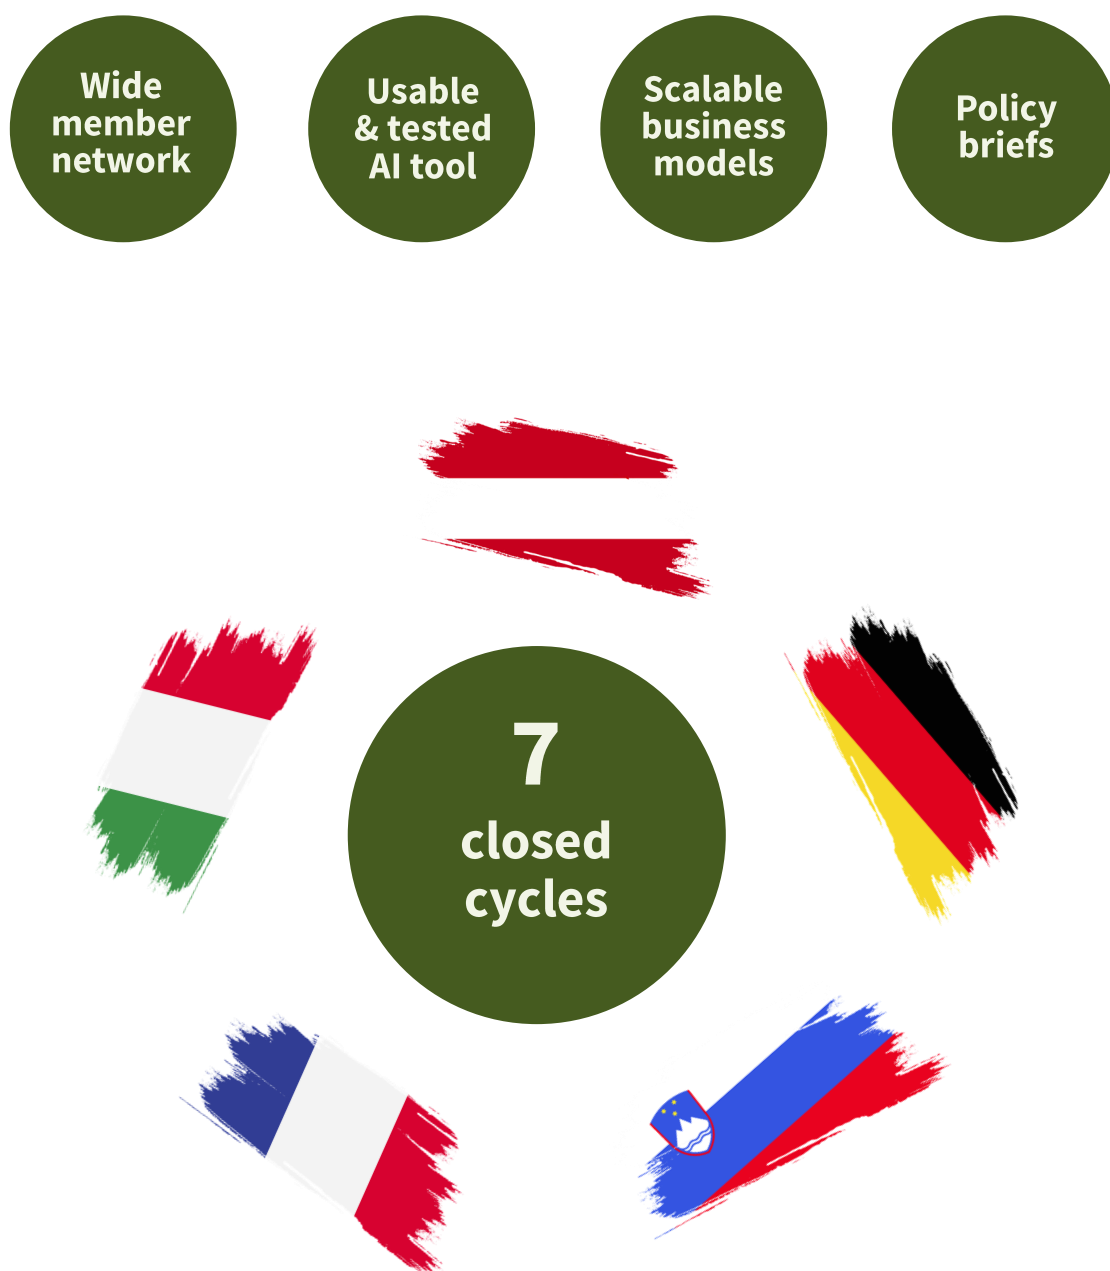 Wide
member
network
Usable
& tested
AI tool
Scalable
business
models
Policy
briefs
7
closed
cycles